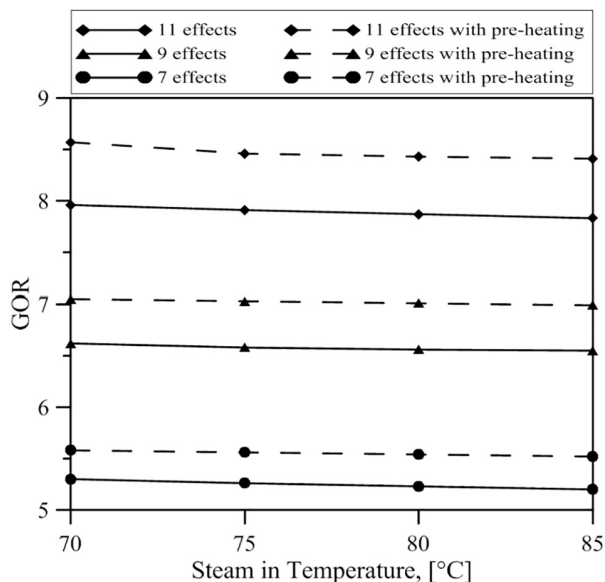 11 effects 11 effects with pre-heating
9 effects 9 effects with pre-heating
7 effects 7 effects with pre-heating
9
8
7
6
5
GOR
70 75 80 85
Steam in Temperature, [°C]